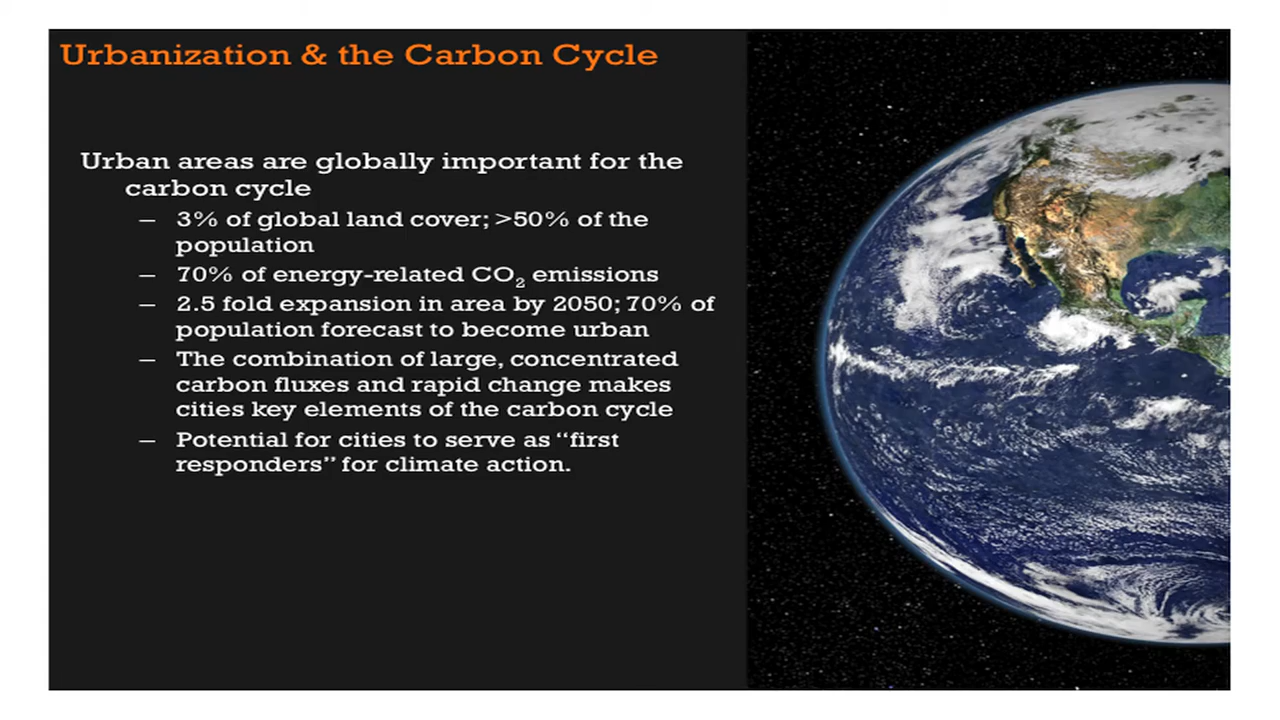 Urbanization & the Carbon Cycle
Urban areas are globally important for the
carbon cycle
– 3% of global land cover; >50% of the
population
– 70% of energy-related CO₂ emissions
– 2.5 fold expansion in area by 2050; 70% of
population forecast to become urban
– The combination of large, concentrated
carbon fluxes and rapid change makes
cities key elements of the carbon cycle
– Potential for cities to serve as “first
responders” for climate action.